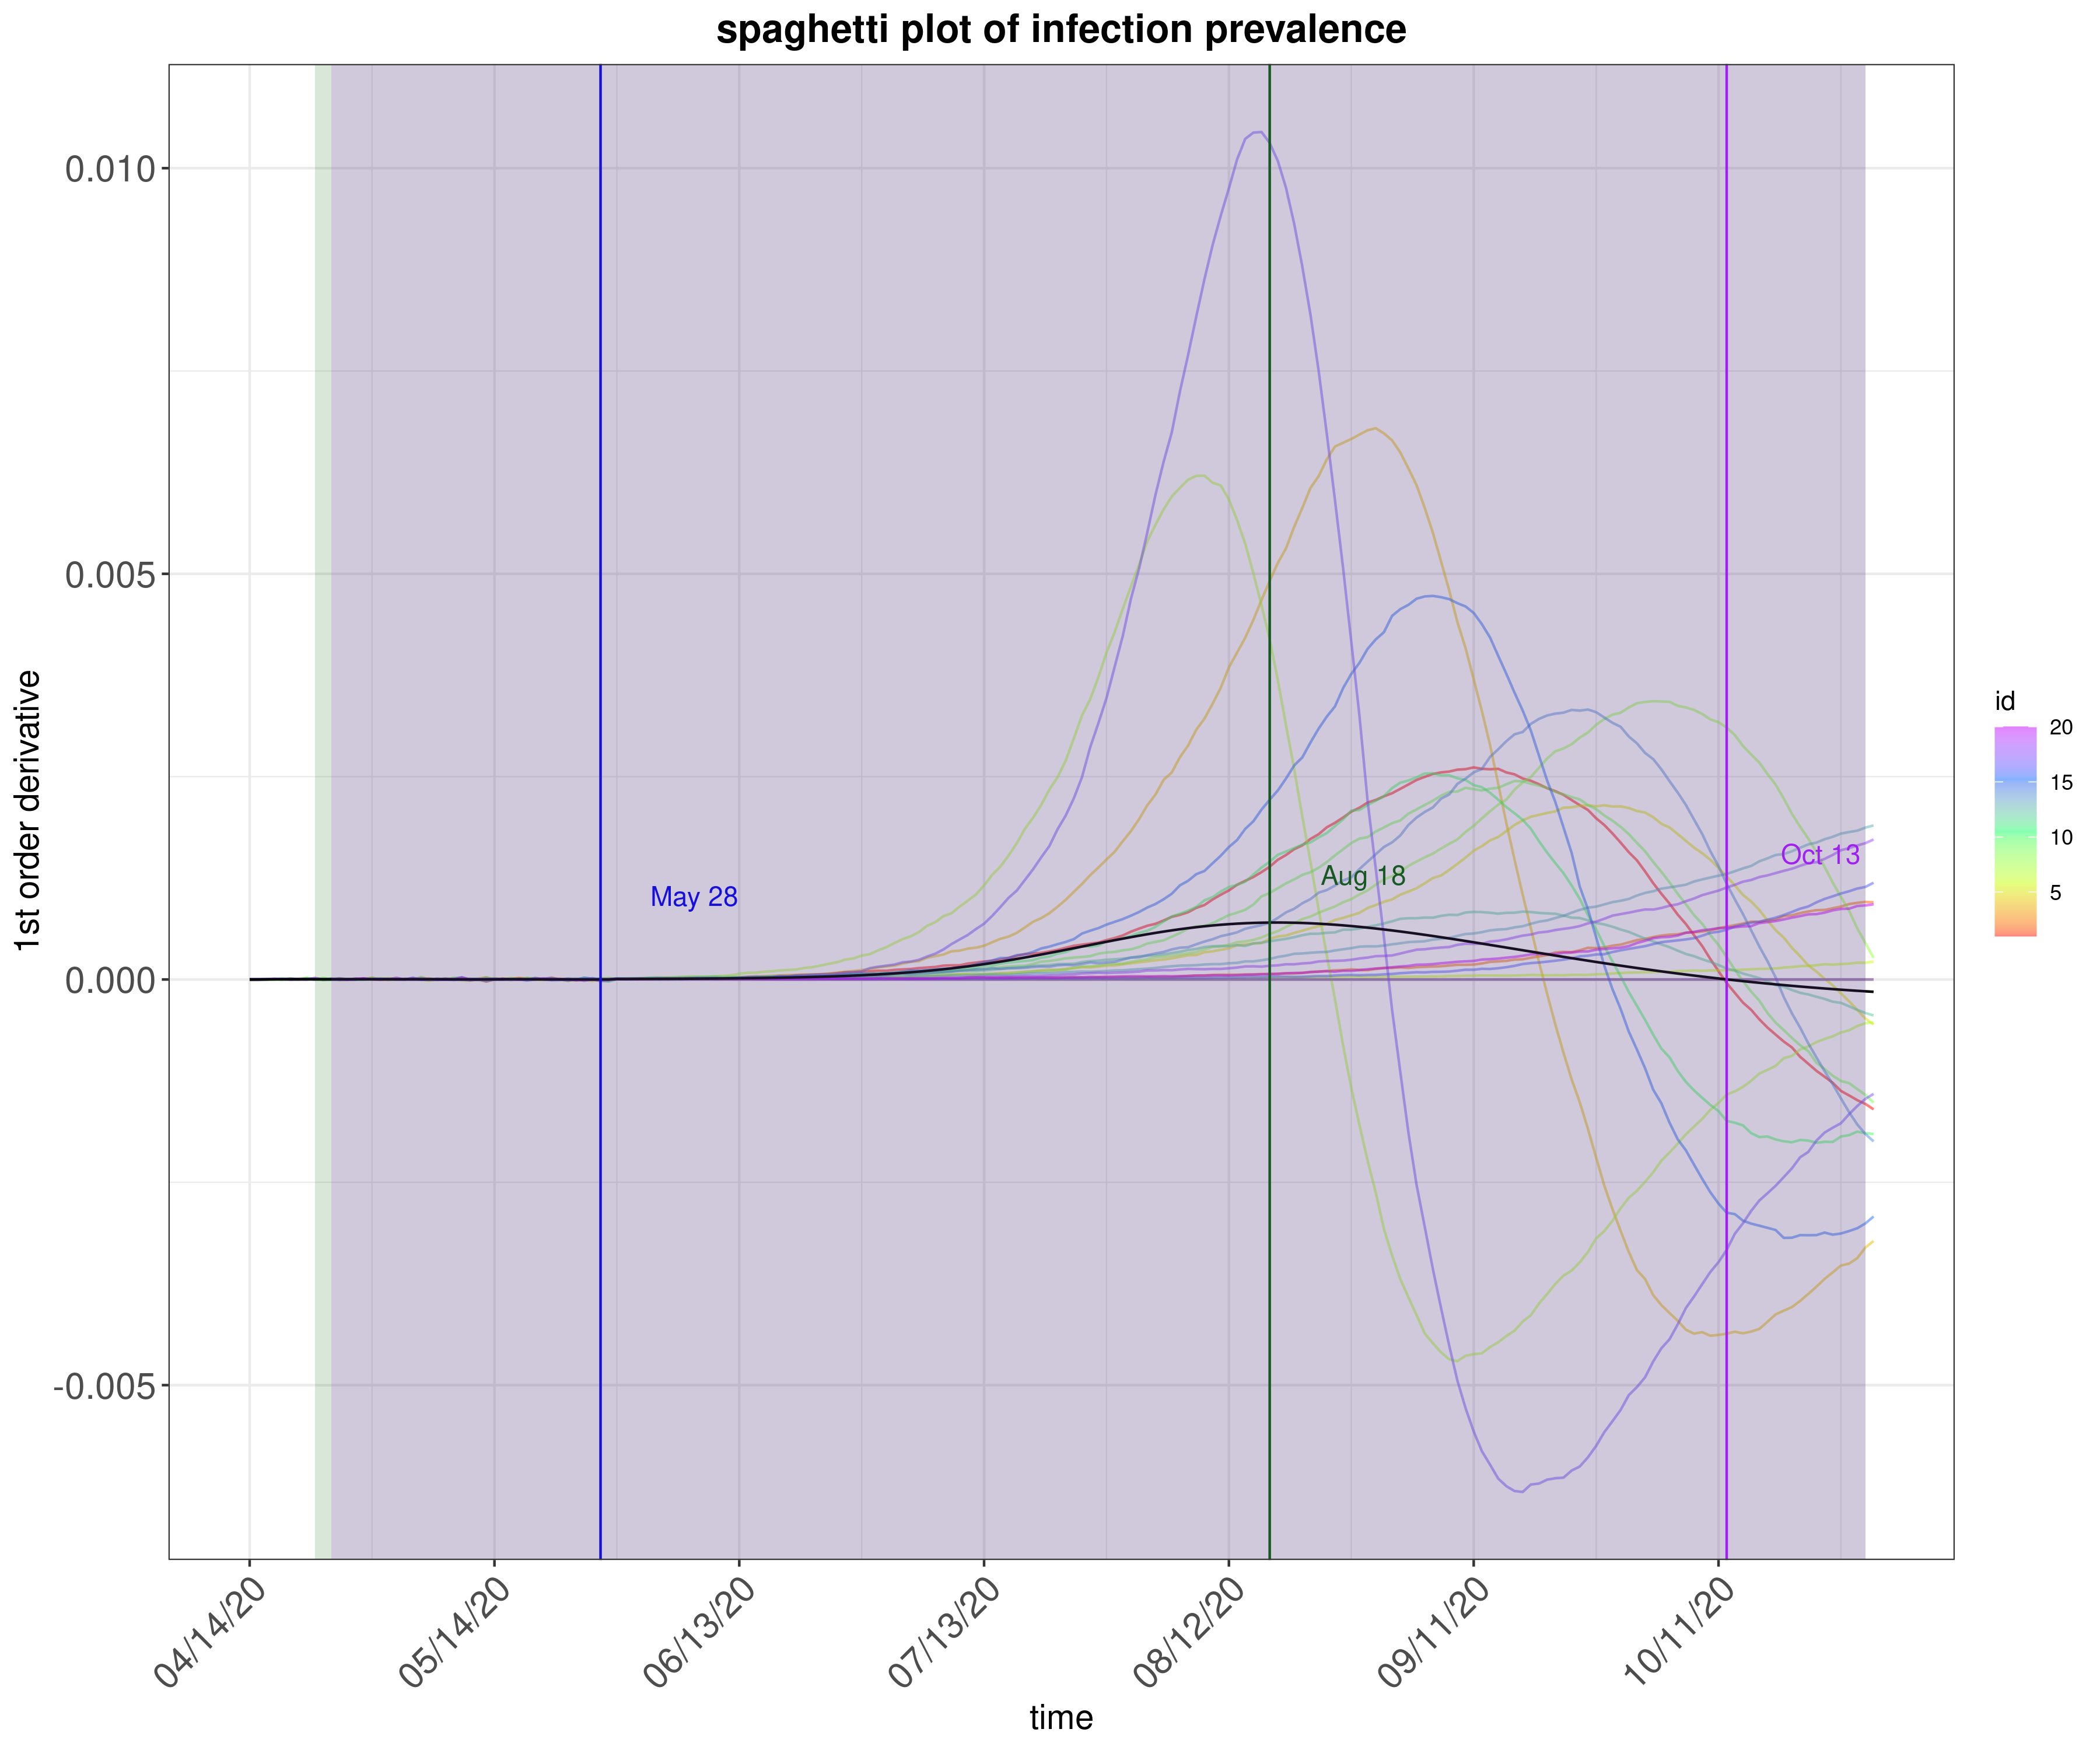 spaghetti plot of infection prevalence
1st order derivative
0.010
0.005
0.000
-0.005
May 28
Aug 18
Oct 13
04/14/20
05/14/20
06/13/20
07/13/20
08/12/20
09/11/20
10/11/20
time
id
20
15
10
5